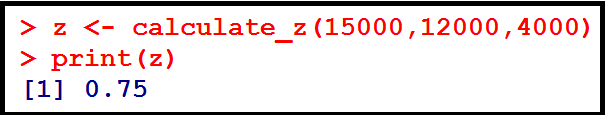 > z <- calculate_z(15000,12000,4000)
> print(z)
[1] 0.75